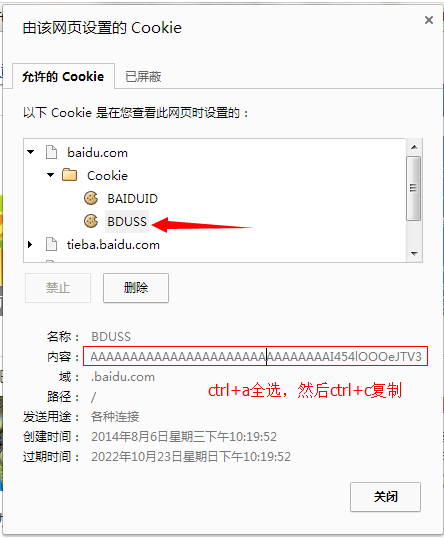 由该网页设置的 Cookie
允许的 Cookie 已屏蔽
以下 Cookie 是在您查看此网页时设置的：
baidu.com
Cookie
BAIDUID
BDUSS
tieba.baidu.com
禁止 删除
名称： BDUSS
内容： AAAAAAAAAAAAAAAAAAAAAAAAAAAAAAAI454lOOOeJTV3
域： .baidu.com
ctrl+a全选，然后ctrl+c复制
路径： /
发送用途： 各种连接
创建时间： 2014年8月6日星期三下午10:19:52
过期时间： 2022年10月23日星期日下午10:19:52
关闭